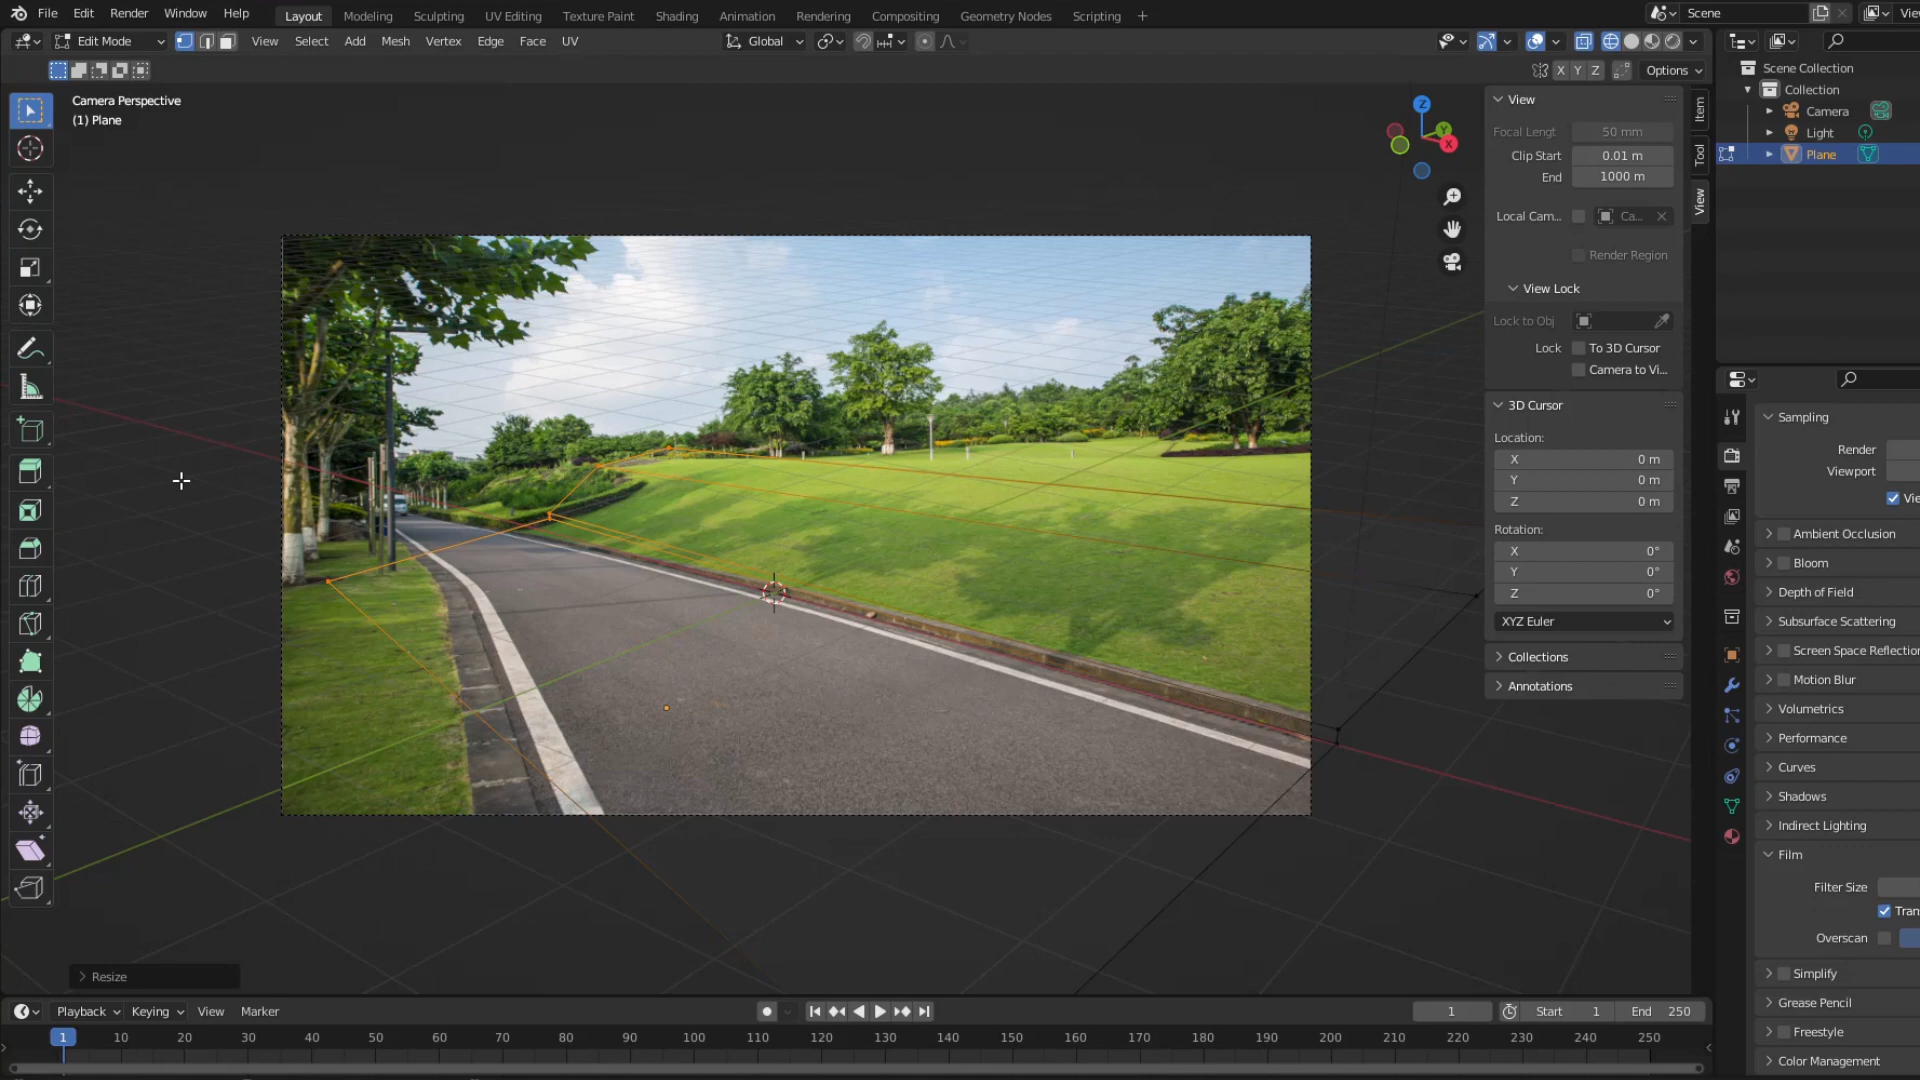 File Edit Render Window Help Layout Modeling Sculpting UV Editing Texture Paint Shading Animation Rendering Compositing Geometry Nodes Scripting Scene
Edit Mode View Select Add Mesh Vertex Edge Face UV Global
X Y Z Options
Camera Perspective
(1) Plane
Z
Y
X
View
Focal Lengt 50 mm
Clip Start 0.01 m
End 1000 m
Local Cam... Ca...
Render Region
View Lock
Lock to Obj
Lock To 3D Cursor
Camera to Vi...
3D Cursor
Location:
X 0 m
Y 0 m
Z 0 m
Rotation:
X 0°
Y 0°
Z 0°
XYZ Euler
Collections
Annotations
Item
Tool
View
Scene Collection
Collection
Camera
Light
Plane
Sampling
Render
Viewport
Ambient Occlusion
Bloom
Depth of Field
Subsurface Scattering
Screen Space Reflection
Motion Blur
Volumetrics
Performance
Curves
Shadows
Indirect Lighting
Film
Filter Size
Tran
Overscan
Simplify
Grease Pencil
Freestyle
Color Management
Resize
Playback Keying View Marker 1 Start 1 End 250
1 10 20 30 40 50 60 70 80 90 100 110 120 130 140 150 160 170 180 190 200 210 220 230 240 250